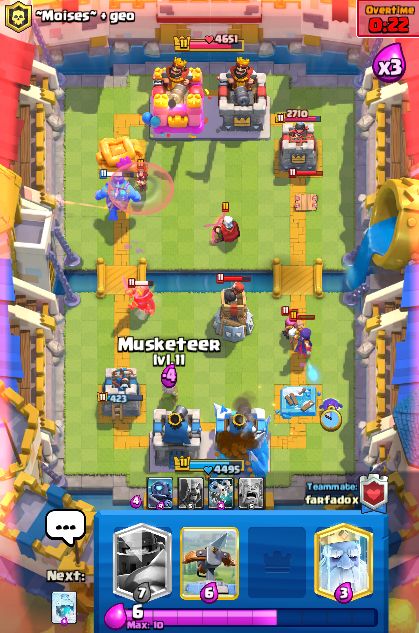 ~Moises~ + geo
4651
OVERTIME
0:22
x3
2710
Musketeer
lvl.11
4
423
4495
Teammate:
farfadox
4
...
7
6
3
Next:
6
Max: 10